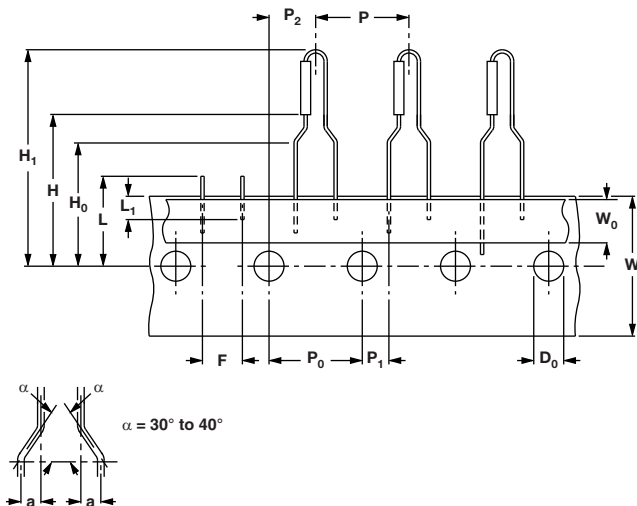 P₂ P
H₁
H
H₀
L
L₁
W₀
W
F P₀ P₁ D₀
α α
α = 30° to 40°
a a